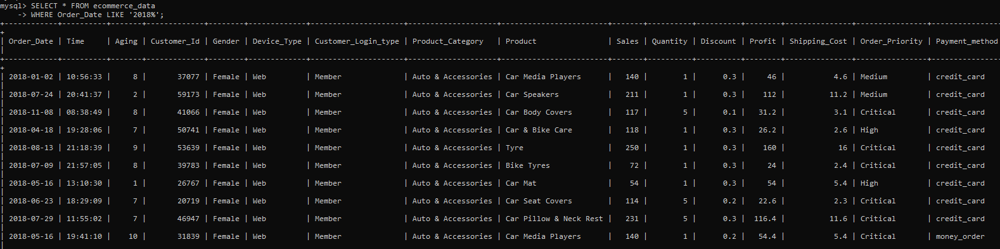 mysql> SELECT * FROM ecommerce_data
    -> WHERE Order_Date LIKE '2018%';
+------------+----------+-------+-------------+--------+-------------+---------------------+--------------------+------------------------+-------+----------+----------+--------+---------------+----------------+---------------
+
| Order_Date | Time     | Aging | Customer_Id | Gender | Device_Type | Customer_Login_type | Product_Category   | Product                | Sales | Quantity | Discount | Profit | Shipping_Cost | Order_Priority | Payment_method
|
+------------+----------+-------+-------------+--------+-------------+---------------------+--------------------+------------------------+-------+----------+----------+--------+---------------+----------------+---------------
+
| 2018-01-02 | 10:56:33 |     8 |       37077 | Female | Web         | Member              | Auto & Accessories | Car Media Players      |   140 |        1 |      0.3 |     46 |           4.6 | Medium         | credit_card
|
| 2018-07-24 | 20:41:37 |     2 |       59173 | Female | Web         | Member              | Auto & Accessories | Car Speakers           |   211 |        1 |      0.3 |    112 |          11.2 | Medium         | credit_card
|
| 2018-11-08 | 08:38:49 |     8 |       41066 | Female | Web         | Member              | Auto & Accessories | Car Body Covers        |   117 |        5 |      0.1 |   31.2 |           3.1 | Critical       | credit_card
|
| 2018-04-18 | 19:28:06 |     7 |       50741 | Female | Web         | Member              | Auto & Accessories | Car & Bike Care        |   118 |        1 |      0.3 |   26.2 |           2.6 | High           | credit_card
|
| 2018-08-13 | 21:18:39 |     9 |       53639 | Female | Web         | Member              | Auto & Accessories | Tyre                   |   250 |        1 |      0.3 |    160 |            16 | Critical       | credit_card
|
| 2018-07-09 | 21:57:05 |     8 |       39783 | Female | Web         | Member              | Auto & Accessories | Bike Tyres             |    72 |        1 |      0.3 |     24 |           2.4 | Critical       | credit_card
|
| 2018-05-16 | 13:10:30 |     1 |       26767 | Female | Web         | Member              | Auto & Accessories | Car Mat                |    54 |        1 |      0.3 |     54 |           5.4 | High           | credit_card
|
| 2018-06-23 | 18:29:09 |     7 |       20719 | Female | Web         | Member              | Auto & Accessories | Car Seat Covers        |   114 |        5 |      0.2 |   22.6 |           2.3 | Critical       | credit_card
|
| 2018-07-29 | 11:55:02 |     7 |       46947 | Female | Web         | Member              | Auto & Accessories | Car Pillow & Neck Rest |   231 |        5 |      0.3 |  116.4 |          11.6 | Critical       | credit_card
|
| 2018-05-16 | 19:41:10 |    10 |       31839 | Female | Web         | Member              | Auto & Accessories | Car Media Players      |   140 |        1 |      0.2 |   54.4 |           5.4 | Critical       | money_order
|